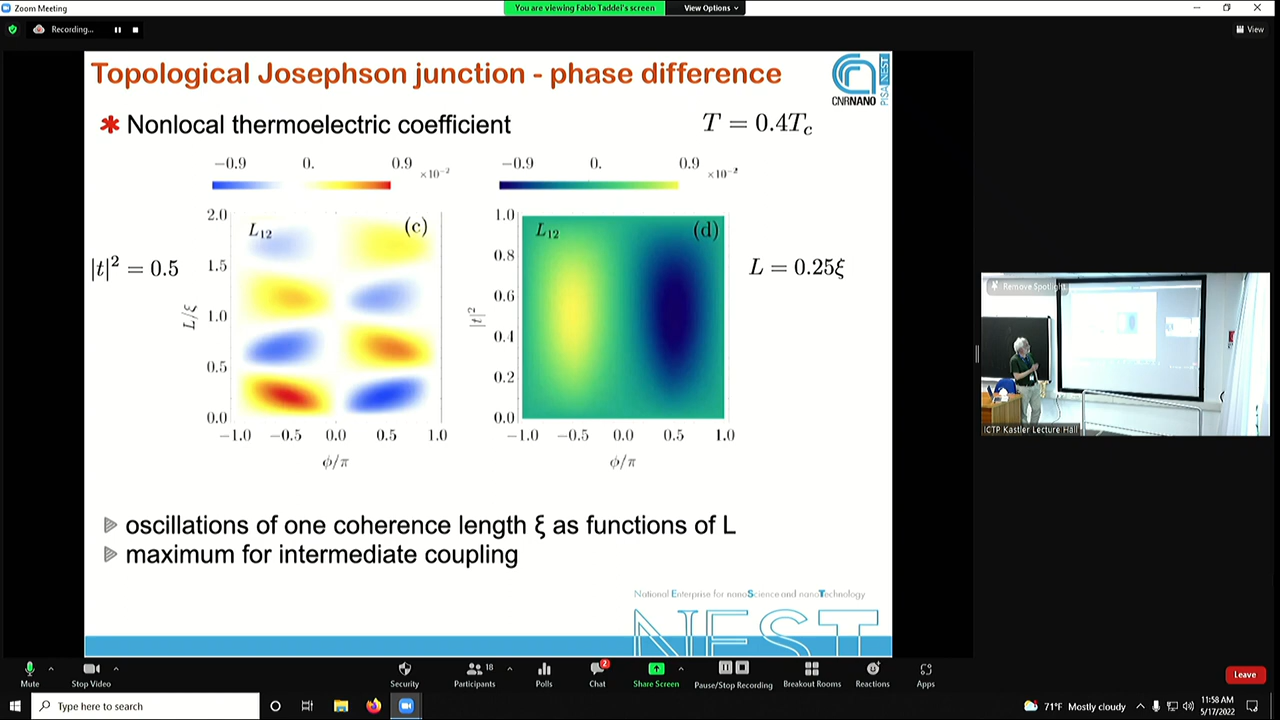 Zoom Meeting
You are viewing Fabio Taddei's screen
View Options
Recording...
View
Topological Josephson junction - phase difference
CNRNANO
PISA NEST
Nonlocal thermoelectric coefficient
T = 0.4T_c
−0.9 0. 0.9 ×10⁻²
−0.9 0. 0.9 ×10⁻²
|t|² = 0.5
L₁₂ (c)
L/ξ
2.0
1.5
1.0
0.5
0.0
−1.0 −0.5 0.0 0.5 1.0
ϕ/π
L₁₂ (d)
|t|²
1.0
0.8
0.6
0.4
0.2
0.0
−1.0 −0.5 0.0 0.5 1.0
ϕ/π
L = 0.25ξ
oscillations of one coherence length ξ as functions of L
maximum for intermediate coupling
National Enterprise for nanoScience and nanoTechnology
NEST
Remove Spotlight
ICTP Kastler Lecture Hall
Mute
Stop Video
Security
Participants 18
Polls
Chat 2
Share Screen
Pause/Stop Recording
Breakout Rooms
Reactions
Apps
Leave
Type here to search
71°F Mostly cloudy
11:58 AM
5/17/2022